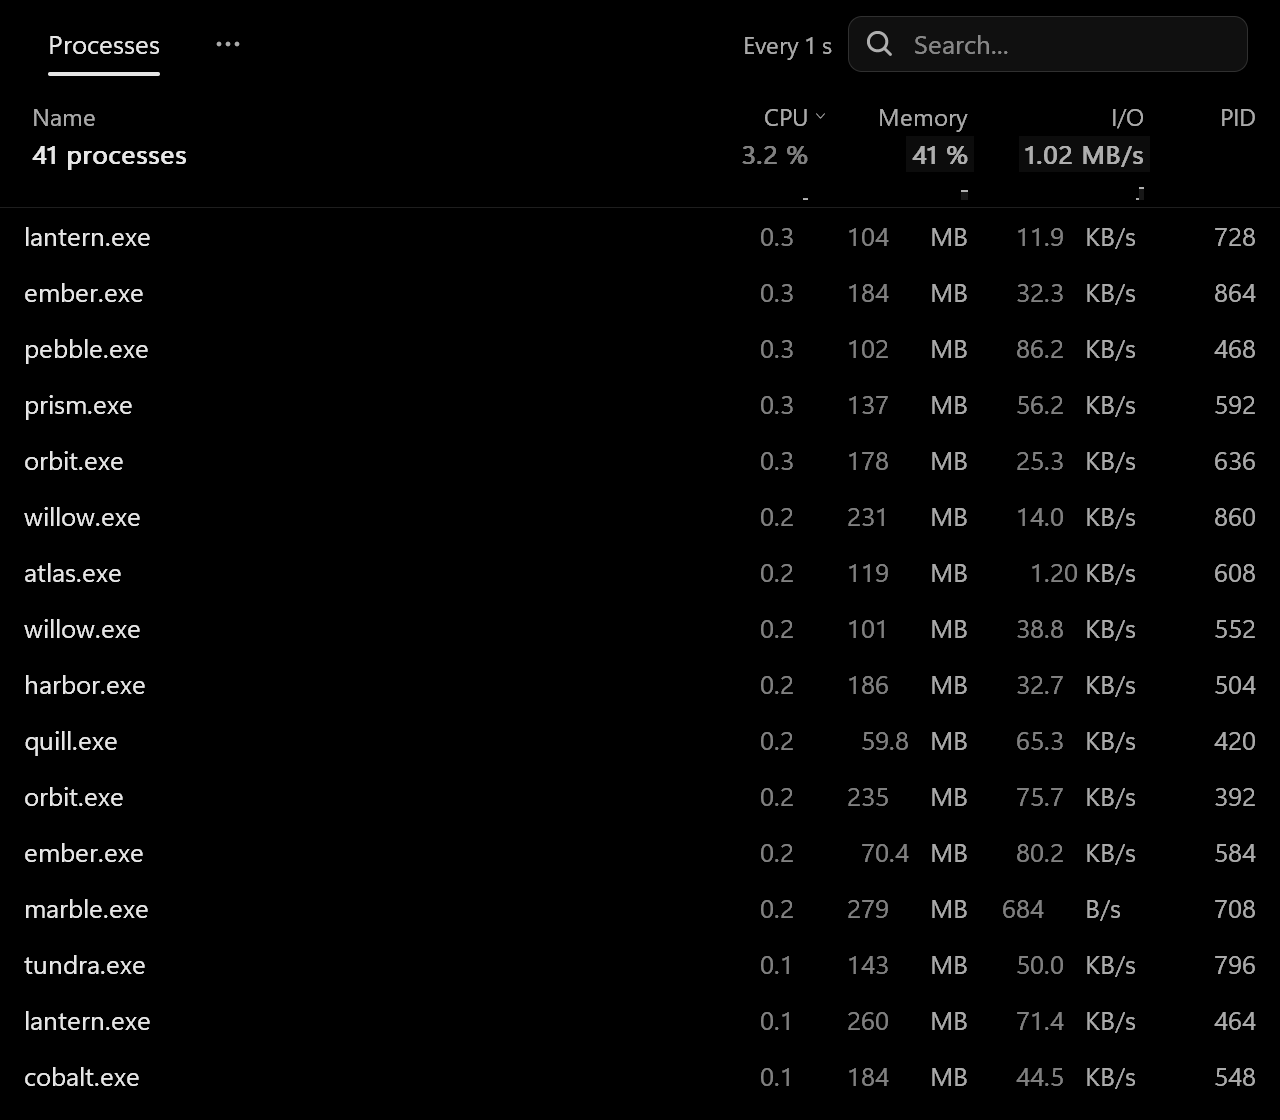 Processes ··· Every 1 s Search...
Name CPU Memory I/O PID
41 processes 3.2 % 41 % 1.02 MB/s
lantern.exe 0.3 104 MB 11.9 KB/s 728
ember.exe 0.3 184 MB 32.3 KB/s 864
pebble.exe 0.3 102 MB 86.2 KB/s 468
prism.exe 0.3 137 MB 56.2 KB/s 592
orbit.exe 0.3 178 MB 25.3 KB/s 636
willow.exe 0.2 231 MB 14.0 KB/s 860
atlas.exe 0.2 119 MB 1.20 KB/s 608
willow.exe 0.2 101 MB 38.8 KB/s 552
harbor.exe 0.2 186 MB 32.7 KB/s 504
quill.exe 0.2 59.8 MB 65.3 KB/s 420
orbit.exe 0.2 235 MB 75.7 KB/s 392
ember.exe 0.2 70.4 MB 80.2 KB/s 584
marble.exe 0.2 279 MB 684 B/s 708
tundra.exe 0.1 143 MB 50.0 KB/s 796
lantern.exe 0.1 260 MB 71.4 KB/s 464
cobalt.exe 0.1 184 MB 44.5 KB/s 548